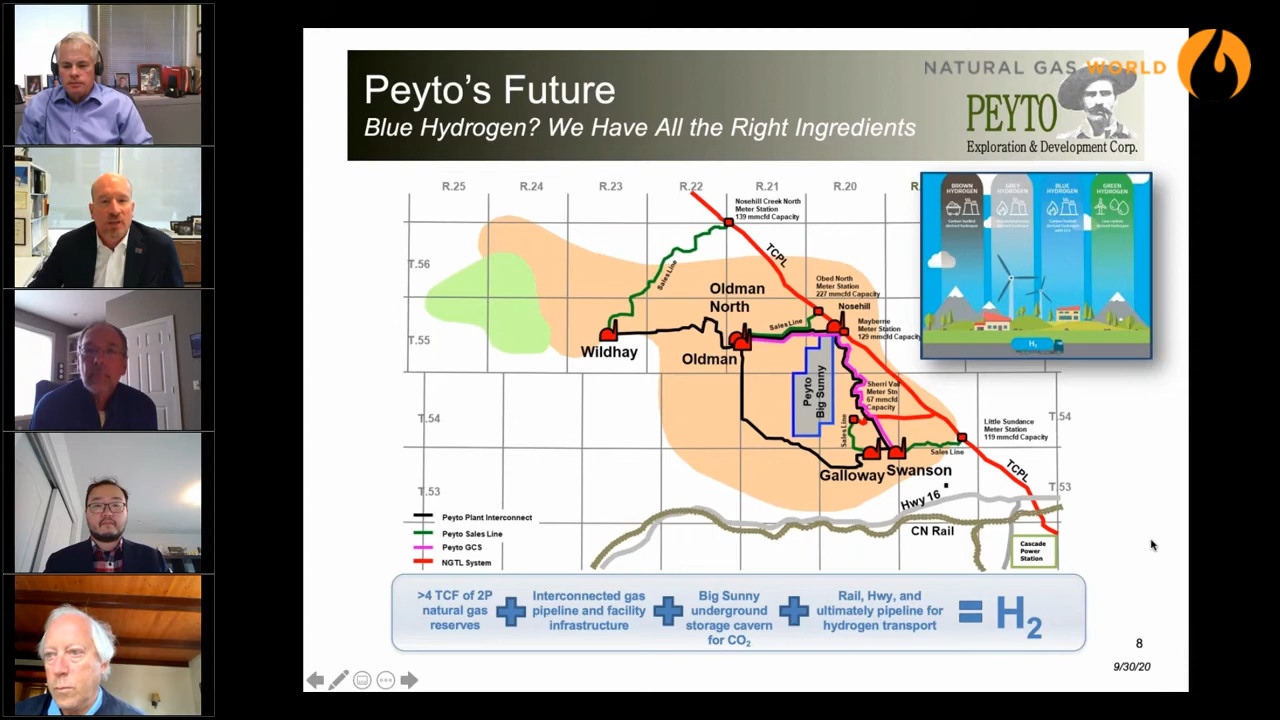 NATURAL GAS WORLD
Peyto's Future
Blue Hydrogen? We Have All the Right Ingredients
PEYTO
Exploration & Development Corp.
R.25
R.24
R.23
R.22
R.21
R.20
BROWN
HYDROGEN
GREY
HYDROGEN
BLUE
HYDROGEN
GREEN
HYDROGEN
H2
Nosehill Creek North
Meter Station
139 mmcfd Capacity
TCPL
Sales Line
T.56
Obed North
Meter Station
227 mmcfd Capacity
Oldman
North
Nosehill
Sales Line
Mayberne
Meter Station
129 mmcfd Capacity
T.55
Wildhay
Oldman
Peyto
Big Sunny
Meter Stn
67 mmcfd
Capacity
T.54
T.54
Little Sundance
Meter Station
119 mmcfd Capacity
Sales Line
Sales Line
TCPL
Galloway
Swanson
T.53
T.53
Hwy 16
CN Rail
Cascade
Power
Station
Peyto Plant Interconnect
Peyto Sales Line
Peyto GCS
NGTL System
>4 TCF of 2P
natural gas
reserves
Interconnected gas
pipeline and facility
infrastructure
Big Sunny
underground
storage cavern
for CO2
Rail, Hwy, and
ultimately pipeline for
hydrogen transport
= H2
8
9/30/20